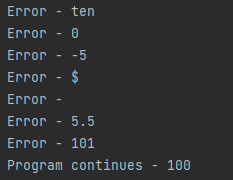 Error - ten
Error - 0
Error - -5
Error - $
Error -
Error - 5.5
Error - 101
Program continues - 100